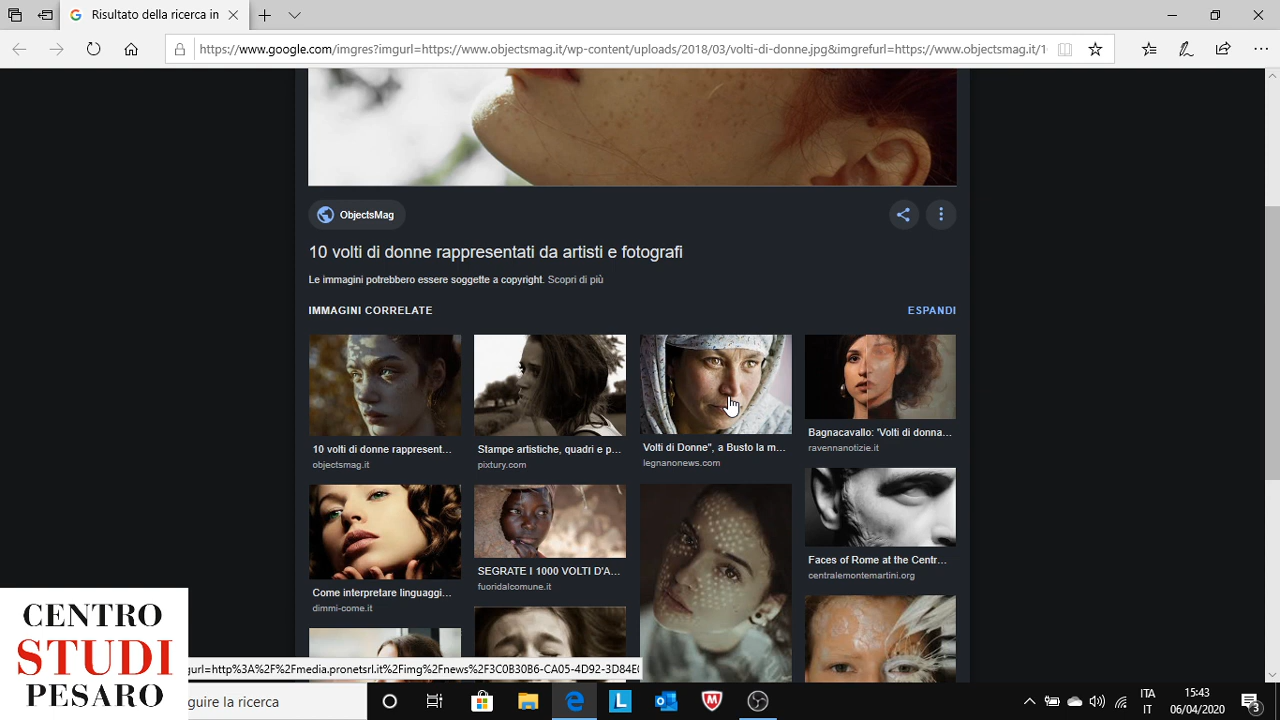 Risultato della ricerca in
https://www.google.com/imgres?imgurl=https://www.objectsmag.it/wp-content/uploads/2018/03/volti-di-donne.jpg&imgrefurl=https://www.objectsmag.it/1
ObjectsMag
10 volti di donne rappresentati da artisti e fotografi
Le immagini potrebbero essere soggette a copyright. Scopri di più
IMMAGINI CORRELATE
ESPANDI
10 volti di donne rappresent...
objectsmag.it
Stampe artistiche, quadri e p...
pixtury.com
Volti di Donne", a Busto la m...
legnanonews.com
Bagnacavallo: 'Volti di donna...
ravennanotizie.it
Come interpretare linguaggi...
dimmi-come.it
SEGRATE I 1000 VOLTI D'A...
fuoridalcomune.it
Faces of Rome at the Centr...
centralemontemartini.org
gurl=http%3A%2F%2Fmedia.pronetsrl.it%2Fimg%2Fnews%2F3C0B30B6-CA05-4D92-3D84E
CENTRO
STUDI
PESARO
guire la ricerca
ITA
IT
17:43
06/04/2020
3